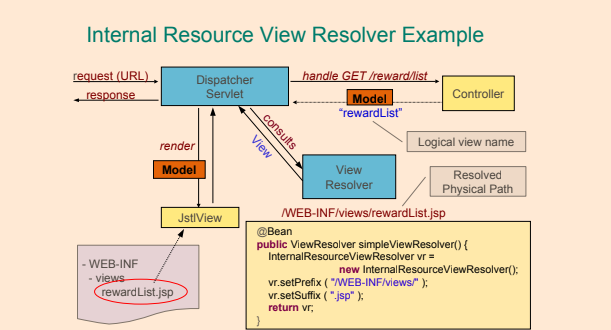 Internal Resource View Resolver Example
request (URL)
response
Dispatcher
Servlet
handle GET /reward/list
Model
"rewardList"
Controller
Logical view name
consults
View
render
Model
View
Resolver
Resolved
Physical Path
/WEB-INF/views/rewardList.jsp
JstlView
- WEB-INF
- views
rewardList.jsp
@Bean
public ViewResolver simpleViewResolver() {
InternalResourceViewResolver vr =
new InternalResourceViewResolver();
vr.setPrefix ( "/WEB-INF/views/" );
vr.setSuffix ( ".jsp" );
return vr;
}